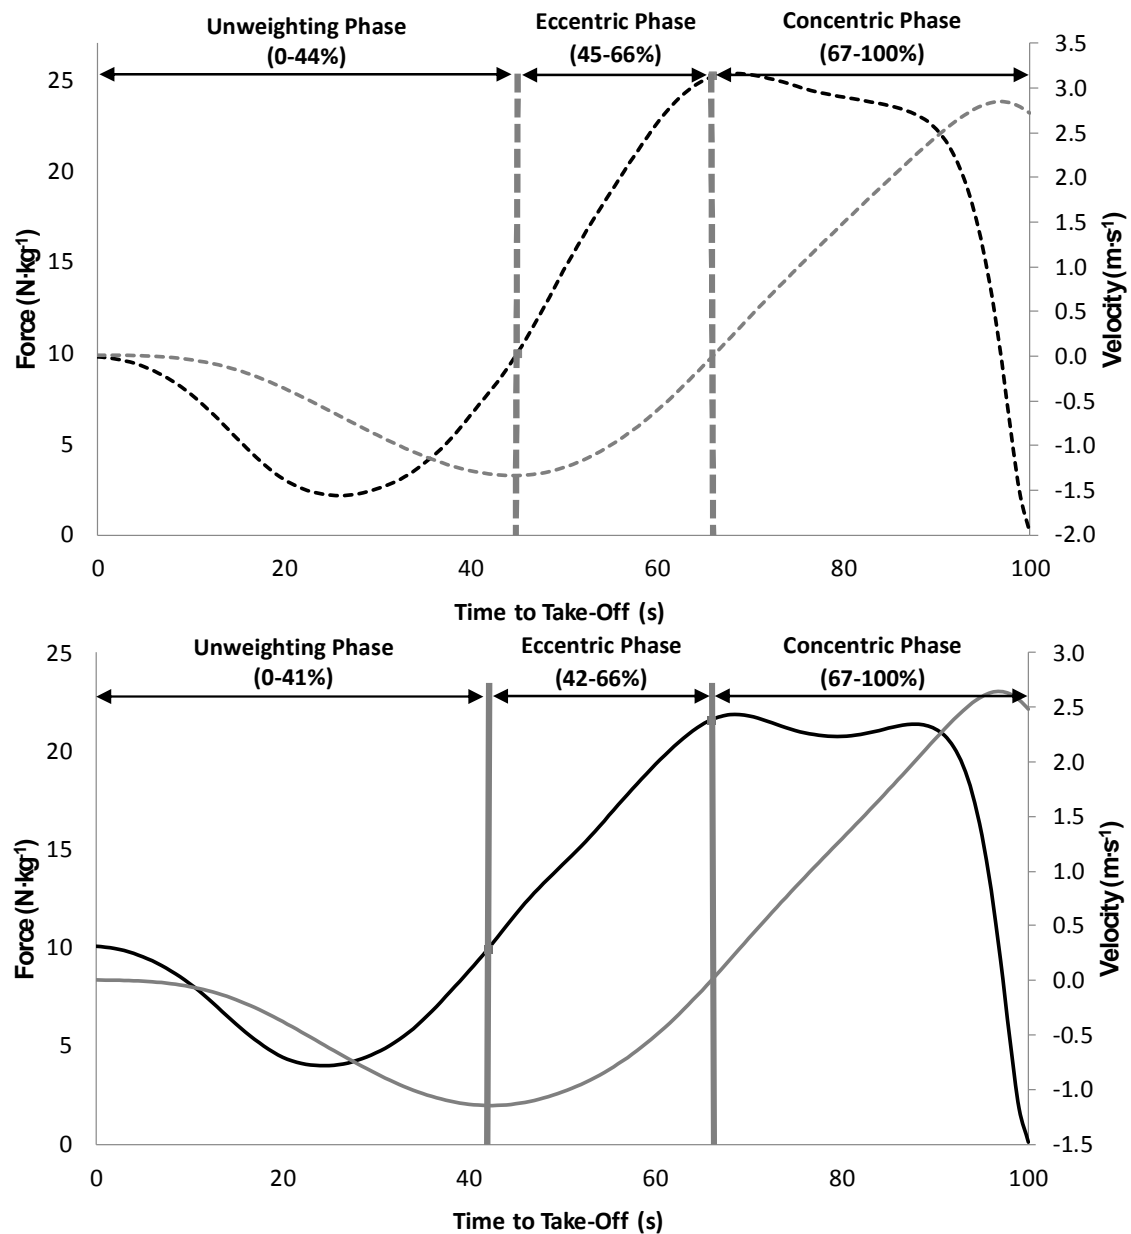 Unweighting Phase
(0-44%)
Eccentric Phase
(45-66%)
Concentric Phase
(67-100%)
25
20
15
10
5
0
Force (N·kg-1)
3.5
3.0
2.5
2.0
1.5
1.0
0.5
0.0
-0.5
-1.0
-1.5
-2.0
Velocity (m·s-1)
0 20 40 60 80 100
Time to Take-Off (s)
Unweighting Phase
(0-41%)
Eccentric Phase
(42-66%)
Concentric Phase
(67-100%)
25
20
15
10
5
0
Force (N·kg-1)
3.0
2.5
2.0
1.5
1.0
0.5
0.0
-0.5
-1.0
-1.5
Velocity (m·s-1)
0 20 40 60 80 100
Time to Take-Off (s)